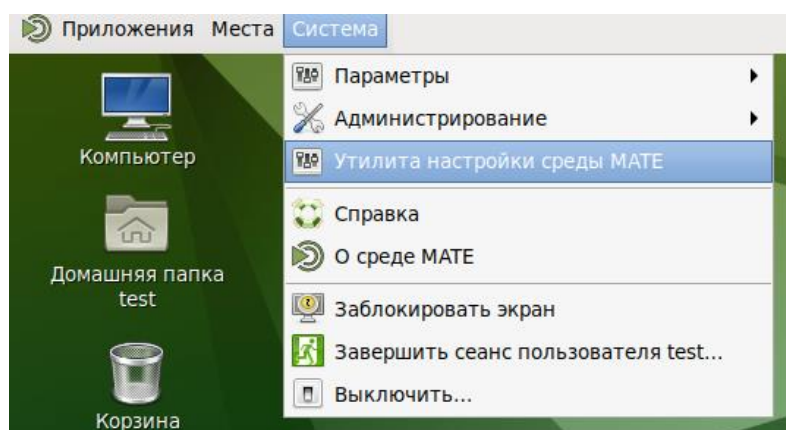 Приложения Места Система
Параметры
Администрирование
Утилита настройки среды MATE
Справка
О среде MATE
Заблокировать экран
Завершить сеанс пользователя test...
Выключить...
Компьютер
Домашняя папка
test
Корзина